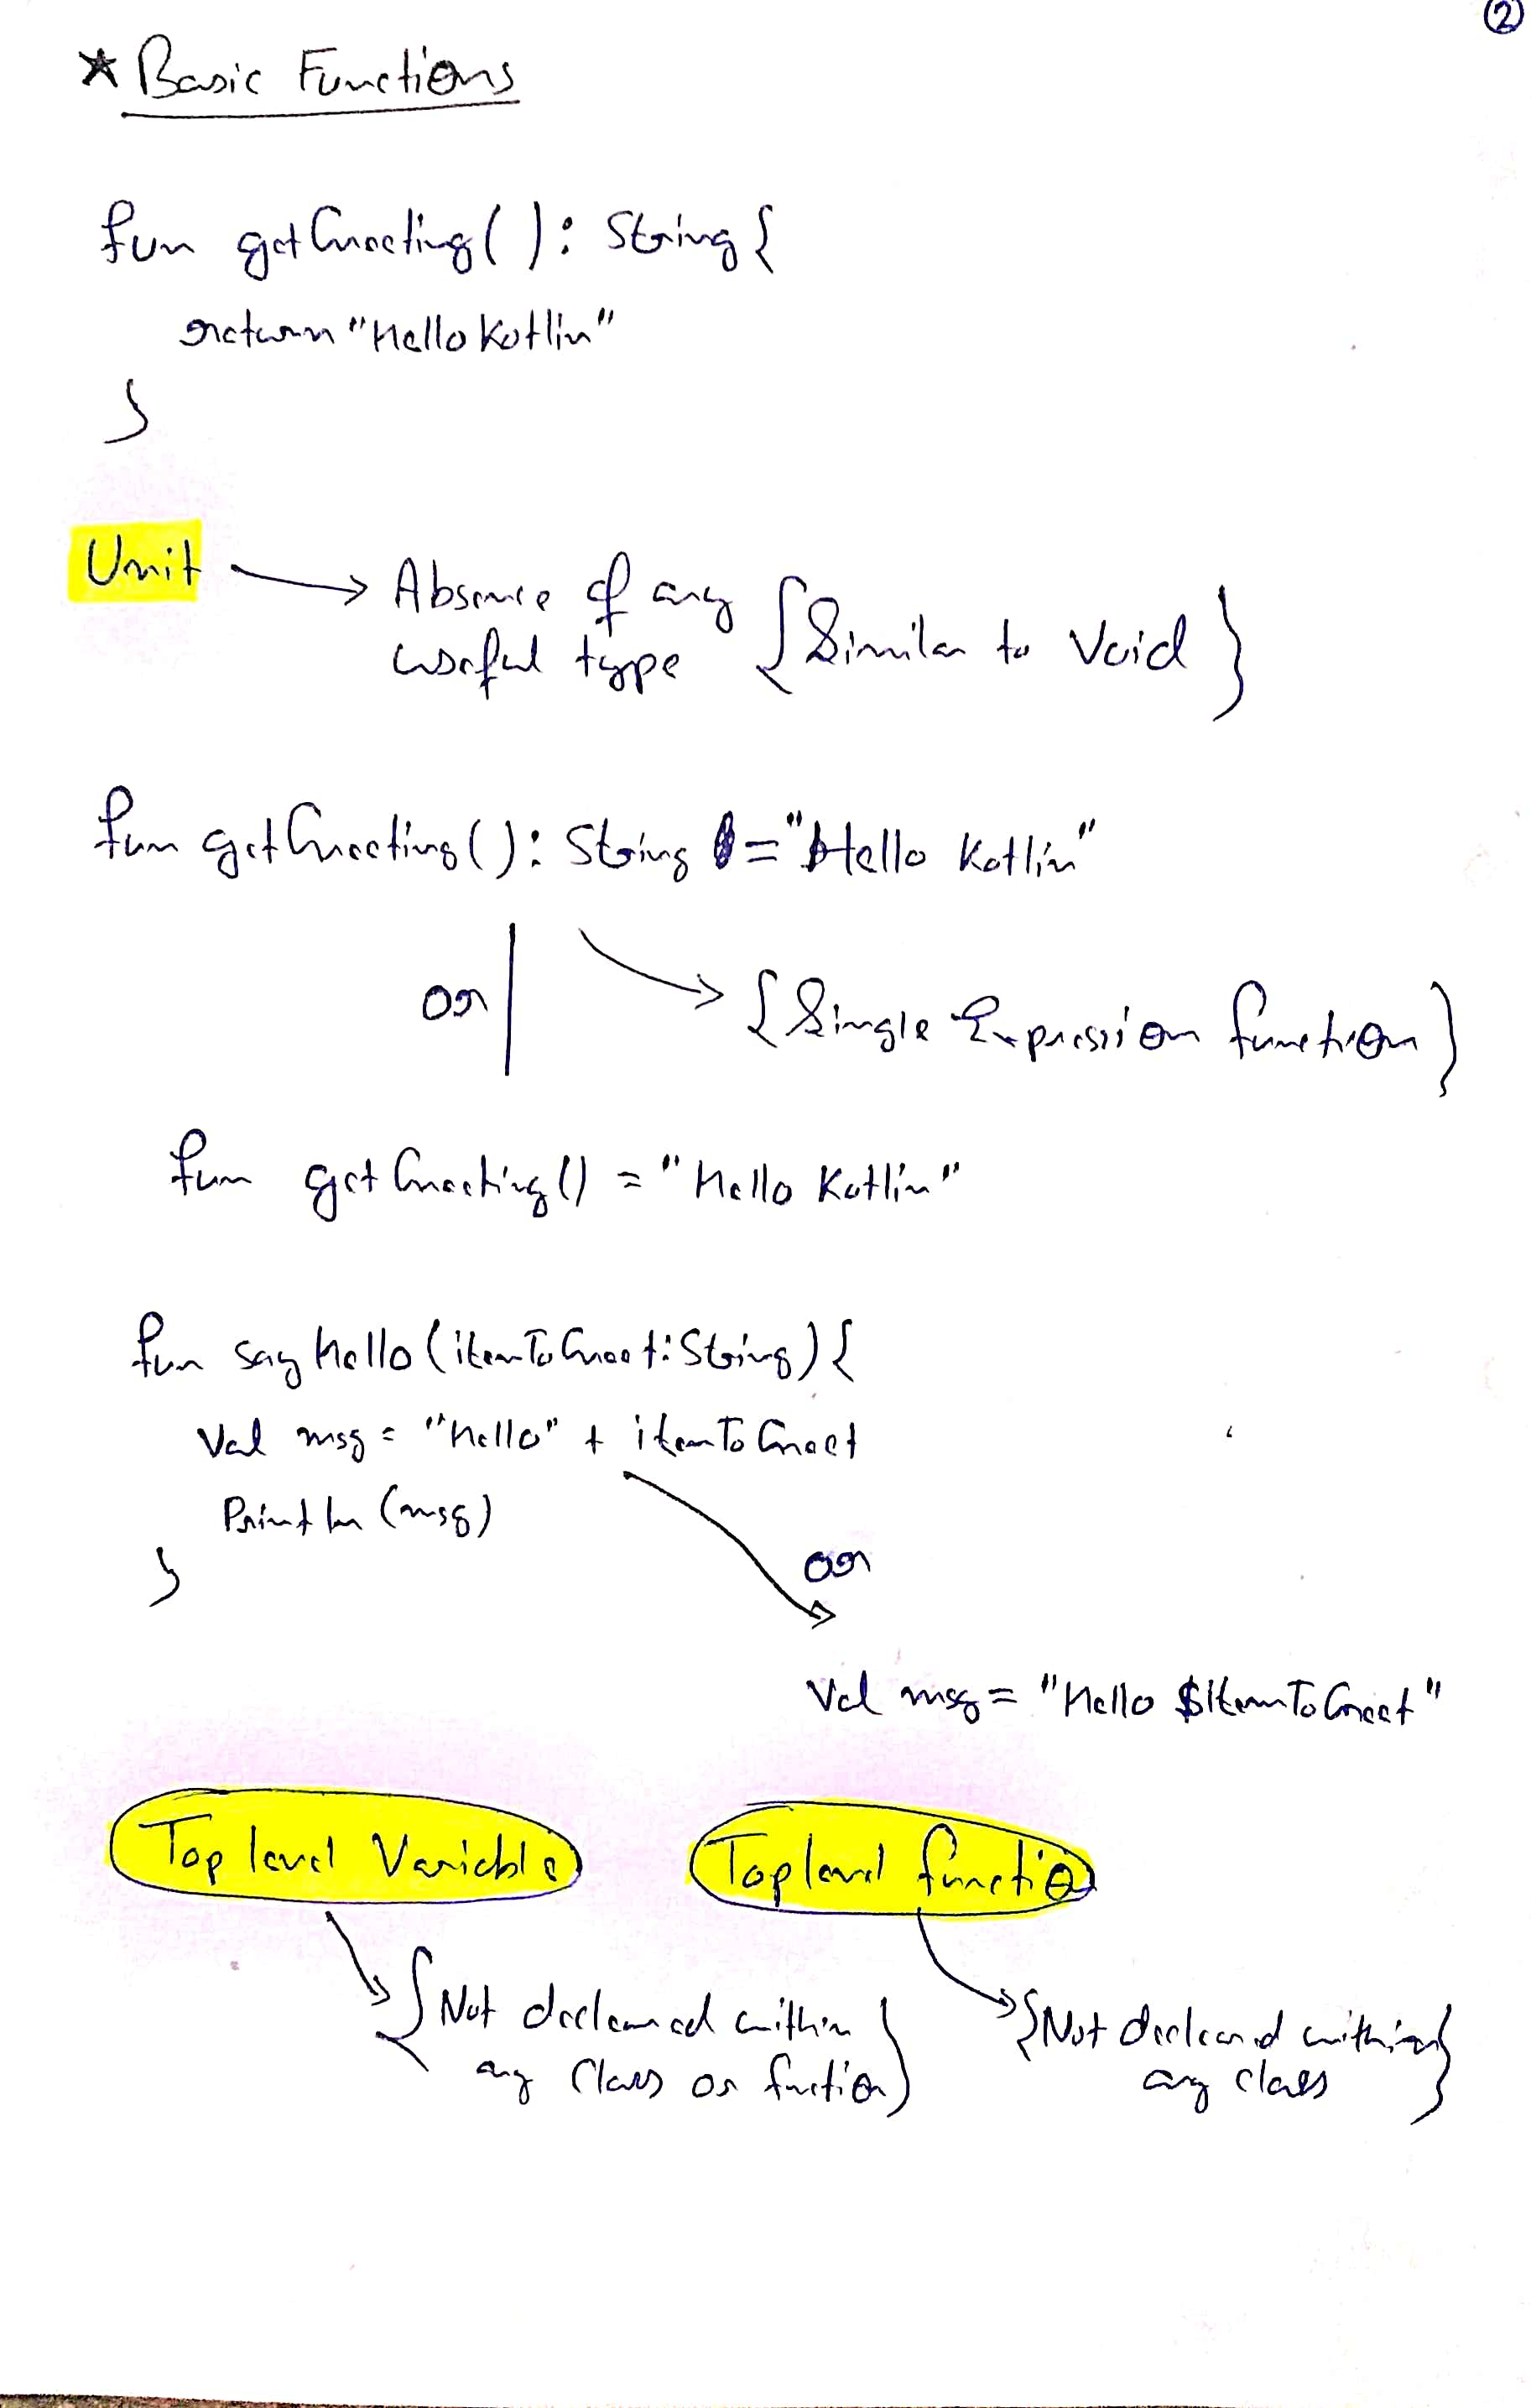 ②
* Basic Functions
fun getGreeting( ): String {
return "Hello Kotlin"
}
Unit → Absence of any
useful type { Similar to Void }
fun getGreeting( ): String = "Hello Kotlin"
or → { Single Expression function }
fun getGreeting() = "Hello Kotlin"
fun sayHello (itemToGreet: String) {
Val msg = "Hello" + itemToGreet
Println (msg)
}
or
Val msg = "Hello $ItemToGreet"
Top level Variable Top level functio
{ Not declared within
any Class or fuction }
{ Not declared within
any class }